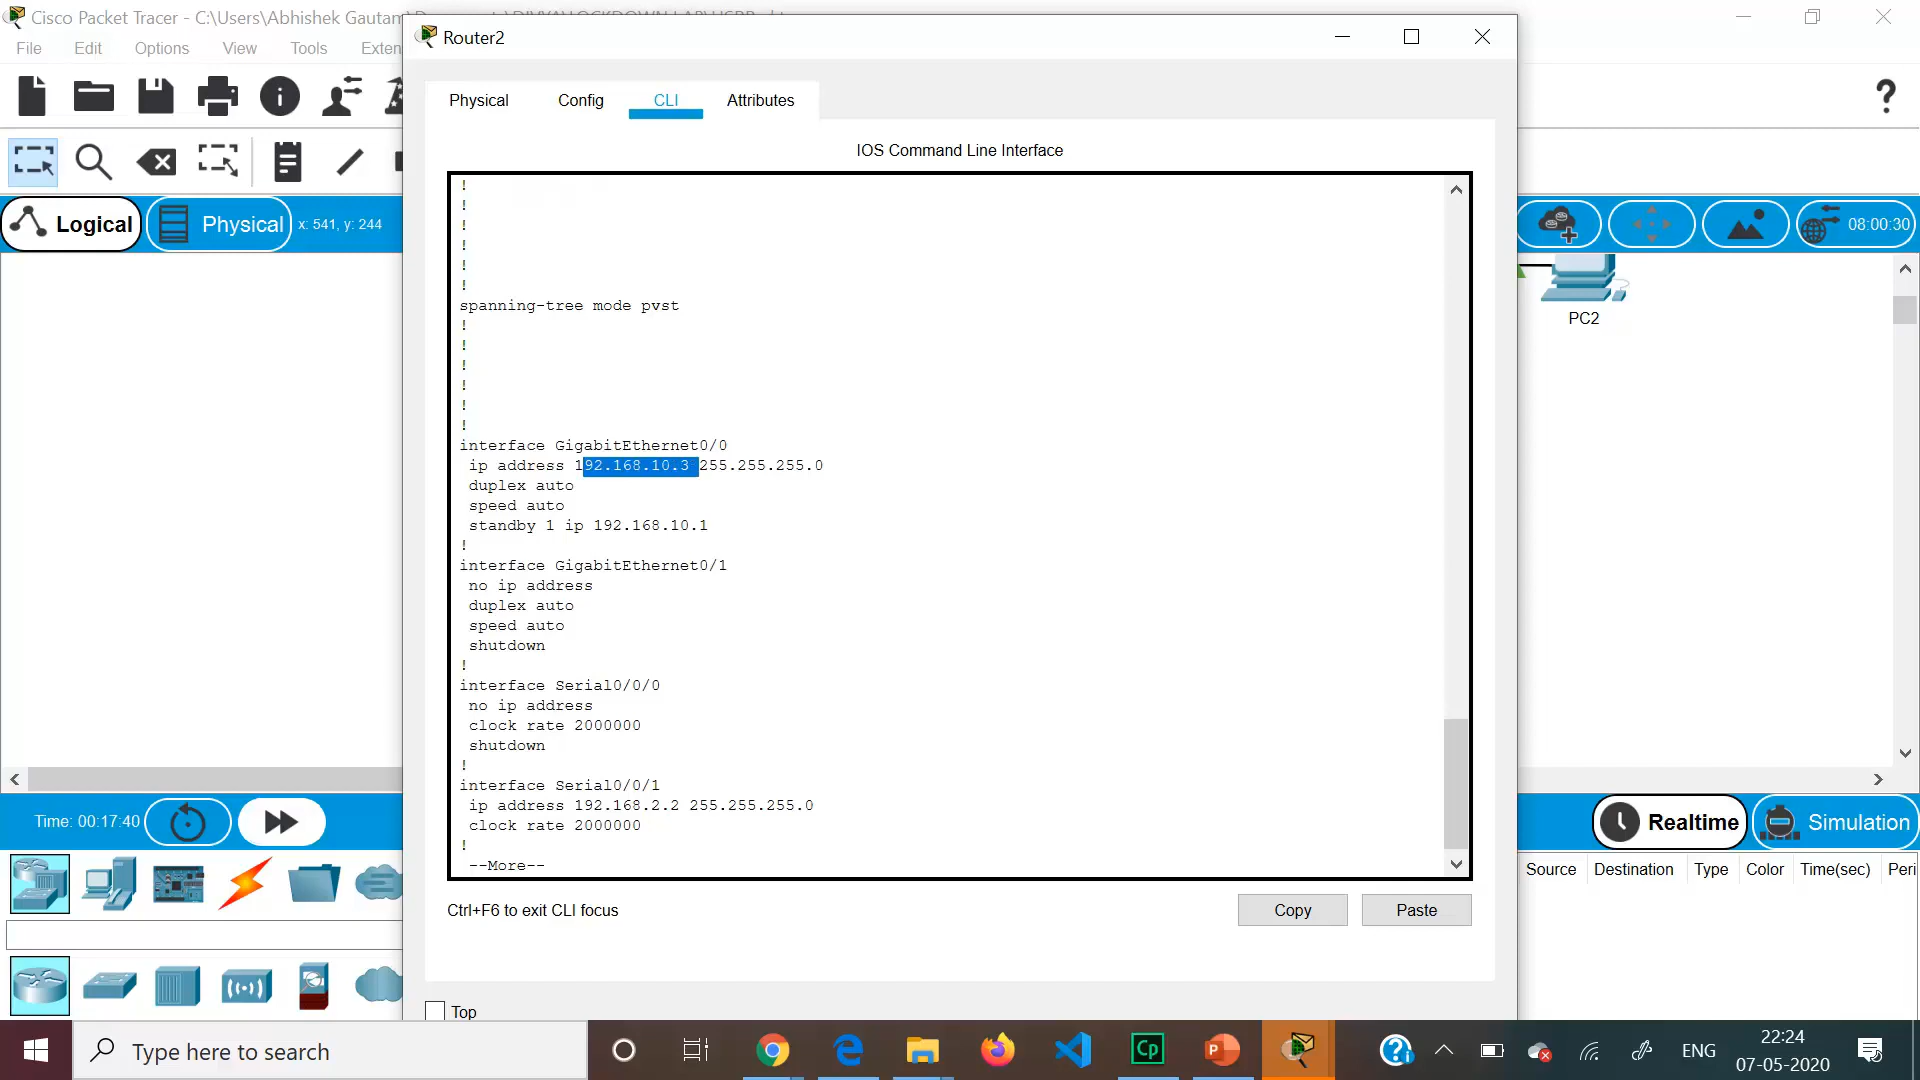 Cisco Packet Tracer - C:\Users\Abhishek Gautam\
Router2
File Edit Options View Tools Exten
Physical Config CLI Attributes
IOS Command Line Interface
Logical Physical x: 541, y: 244
08:00:30
PC2
!
!
!
!
!
!
spanning-tree mode pvst
!
!
!
!
!
!
interface GigabitEthernet0/0
ip address 192.168.10.3 255.255.255.0
duplex auto
speed auto
standby 1 ip 192.168.10.1
!
interface GigabitEthernet0/1
no ip address
duplex auto
speed auto
shutdown
!
interface Serial0/0/0
no ip address
clock rate 2000000
shutdown
!
interface Serial0/0/1
ip address 192.168.2.2 255.255.255.0
clock rate 2000000
!
--More--
Ctrl+F6 to exit CLI focus
Copy Paste
Top
Time: 00:17:40
Realtime Simulation
Source Destination Type Color Time(sec) Peri
Type here to search
Cp
P
ENG
22:24
07-05-2020